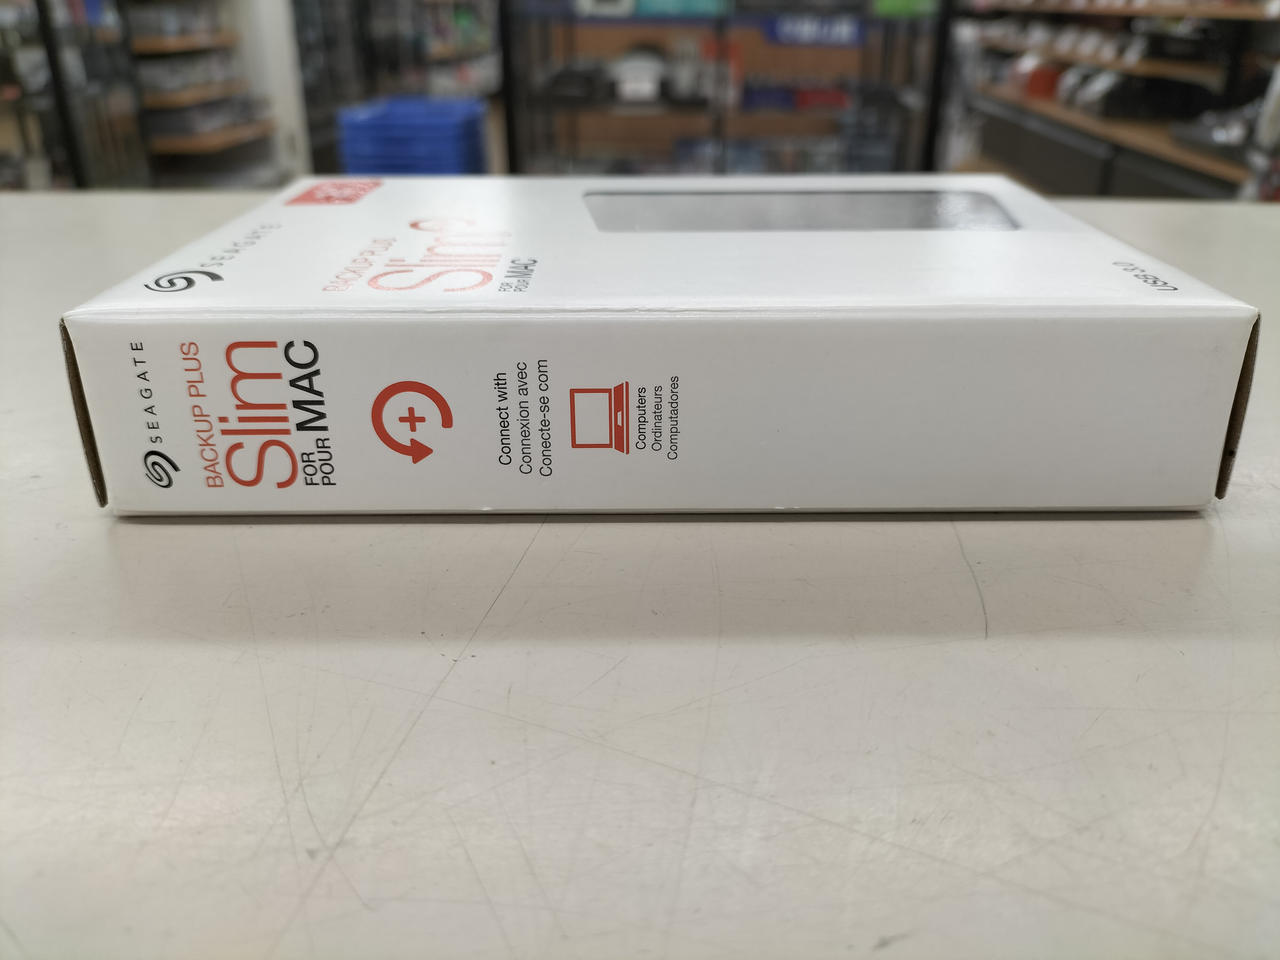 SEAGATE
BACKUP PLUS
Slim
FOR
POUR MAC
USB 3.0
SEAGATE
BACKUP PLUS
Slim
FOR
POUR MAC
Connect with
Connexion avec
Conecte-se com
Computers
Ordinateurs
Computadores